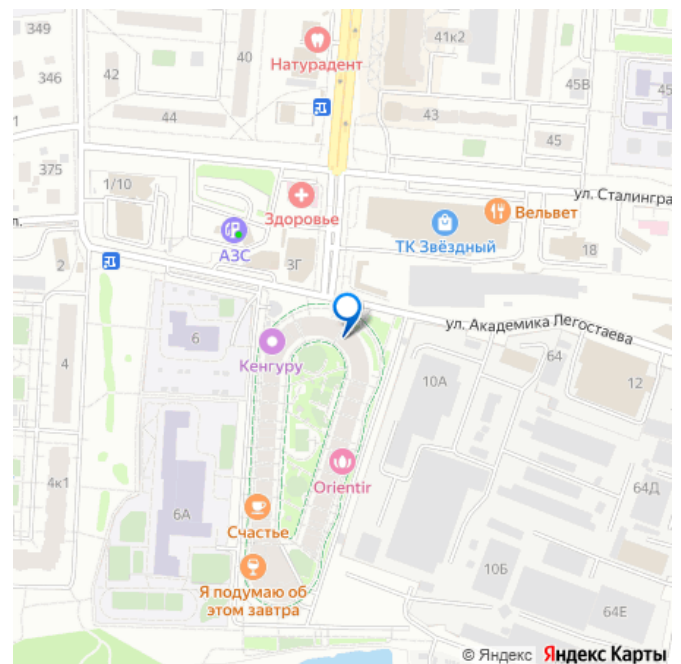 349
Натурадент
40
41к2
346
42
44
43
45В
45
45
1
375
1/10
Здоровье
ул. Сталингра
Вельвет
ТК Звёздный
л.
АЗС
3Г
18
2
6
ул. Академика Легостаева
Кенгуру
4
64
10А
12
Orientir
4к1
6А
64Д
Счастье
10Б
Я подумаю об
этом завтра
64Е
© Яндекс Яндекс Карты